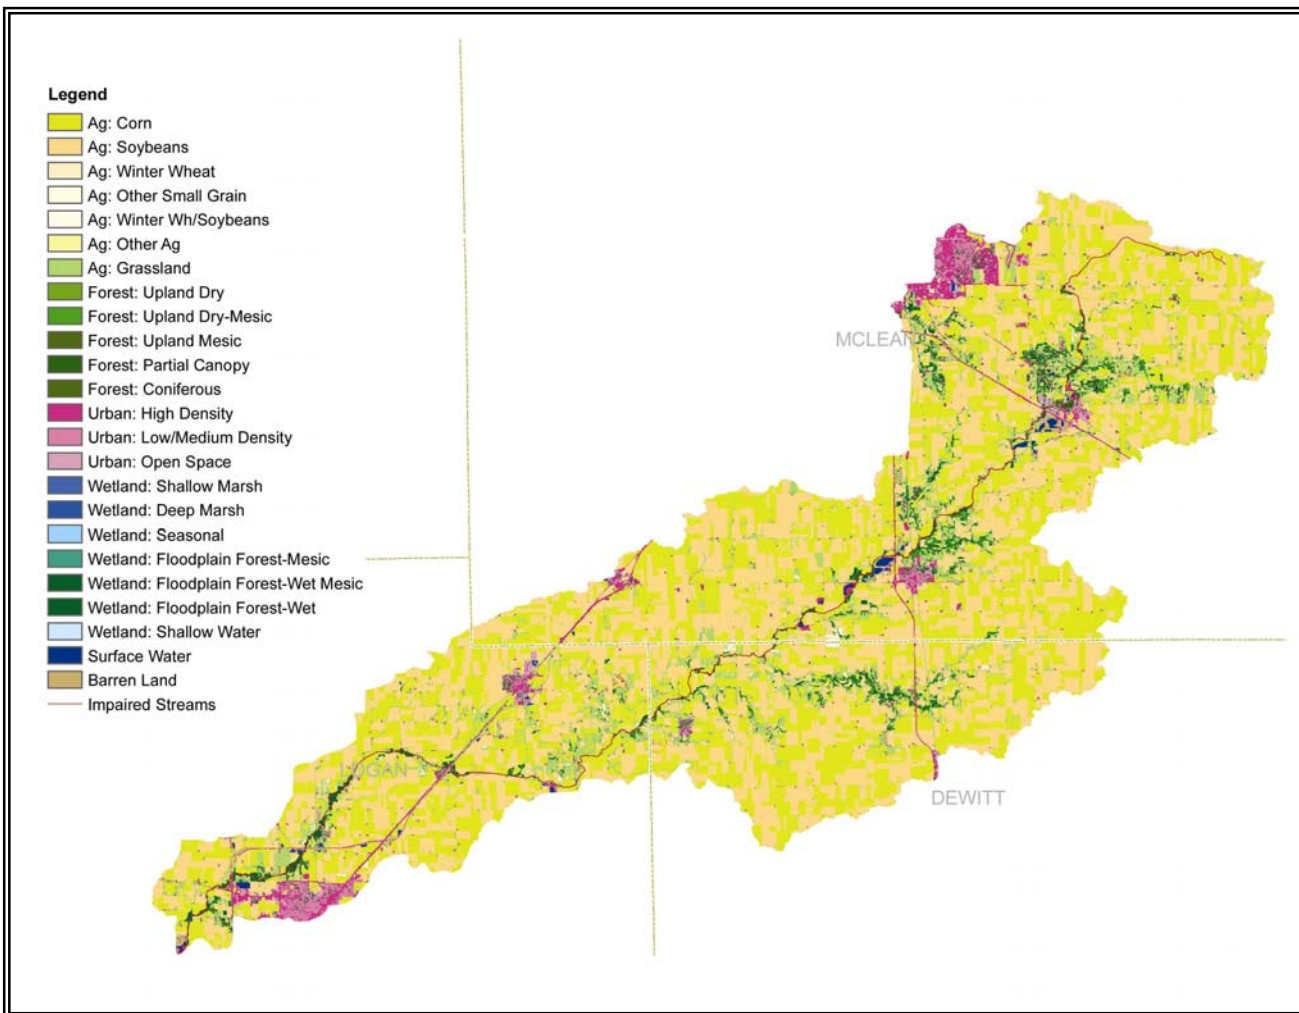 Legend
Ag: Corn
Ag: Soybeans
Ag: Winter Wheat
Ag: Other Small Grain
Ag: Winter Wh/Soybeans
Ag: Other Ag
Ag: Grassland
Forest: Upland Dry
Forest: Upland Dry-Mesic
Forest: Upland Mesic
Forest: Partial Canopy
Forest: Coniferous
Urban: High Density
Urban: Low/Medium Density
Urban: Open Space
Wetland: Shallow Marsh
Wetland: Deep Marsh
Wetland: Seasonal
Wetland: Floodplain Forest-Mesic
Wetland: Floodplain Forest-Wet Mesic
Wetland: Floodplain Forest-Wet
Wetland: Shallow Water
Surface Water
Barren Land
Impaired Streams
MCLEAN
LOGAN
DEWITT